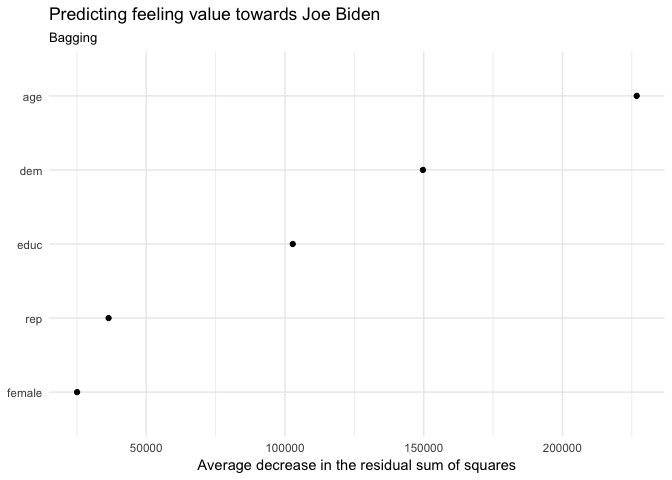 Predicting feeling value towards Joe Biden
Bagging
age
dem
educ
rep
female
50000 100000 150000 200000
Average decrease in the residual sum of squares